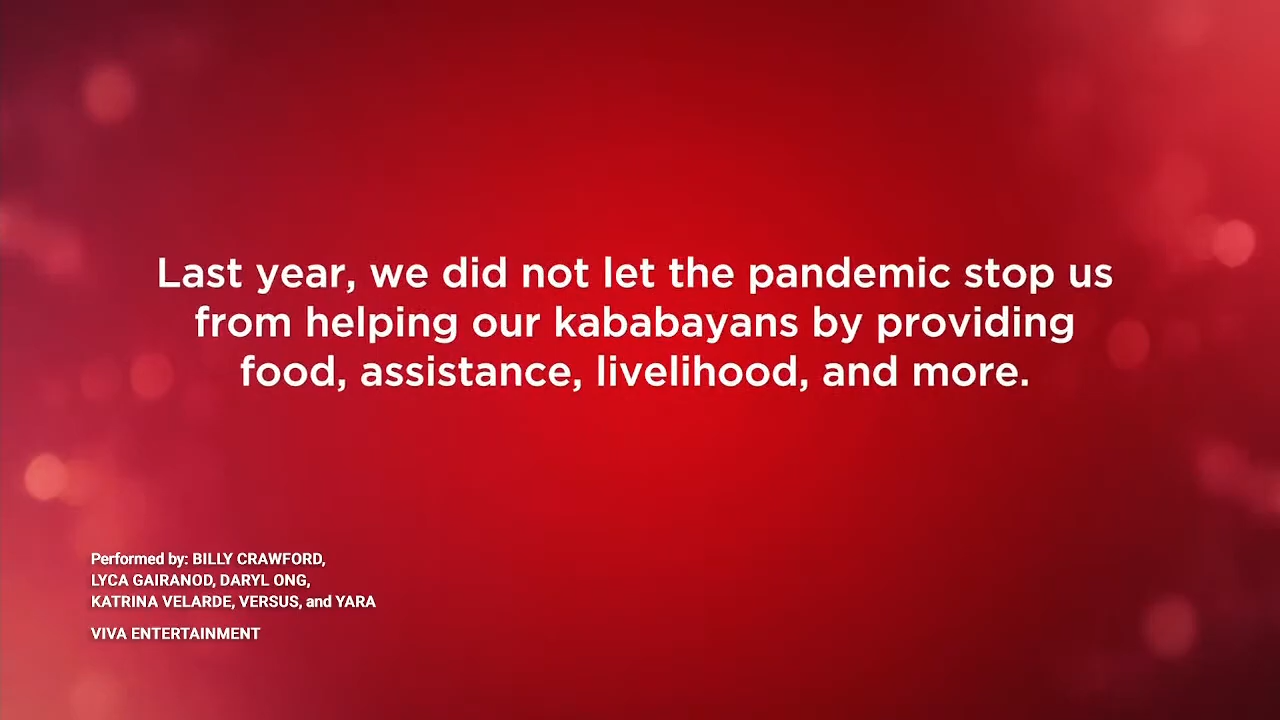 Last year, we did not let the pandemic stop us
from helping our kababayans by providing
food, assistance, livelihood, and more.
Performed by: BILLY CRAWFORD,
LYCA GAIRANOD, DARYL ONG,
KATRINA VELARDE, VERSUS, and YARA
VIVA ENTERTAINMENT